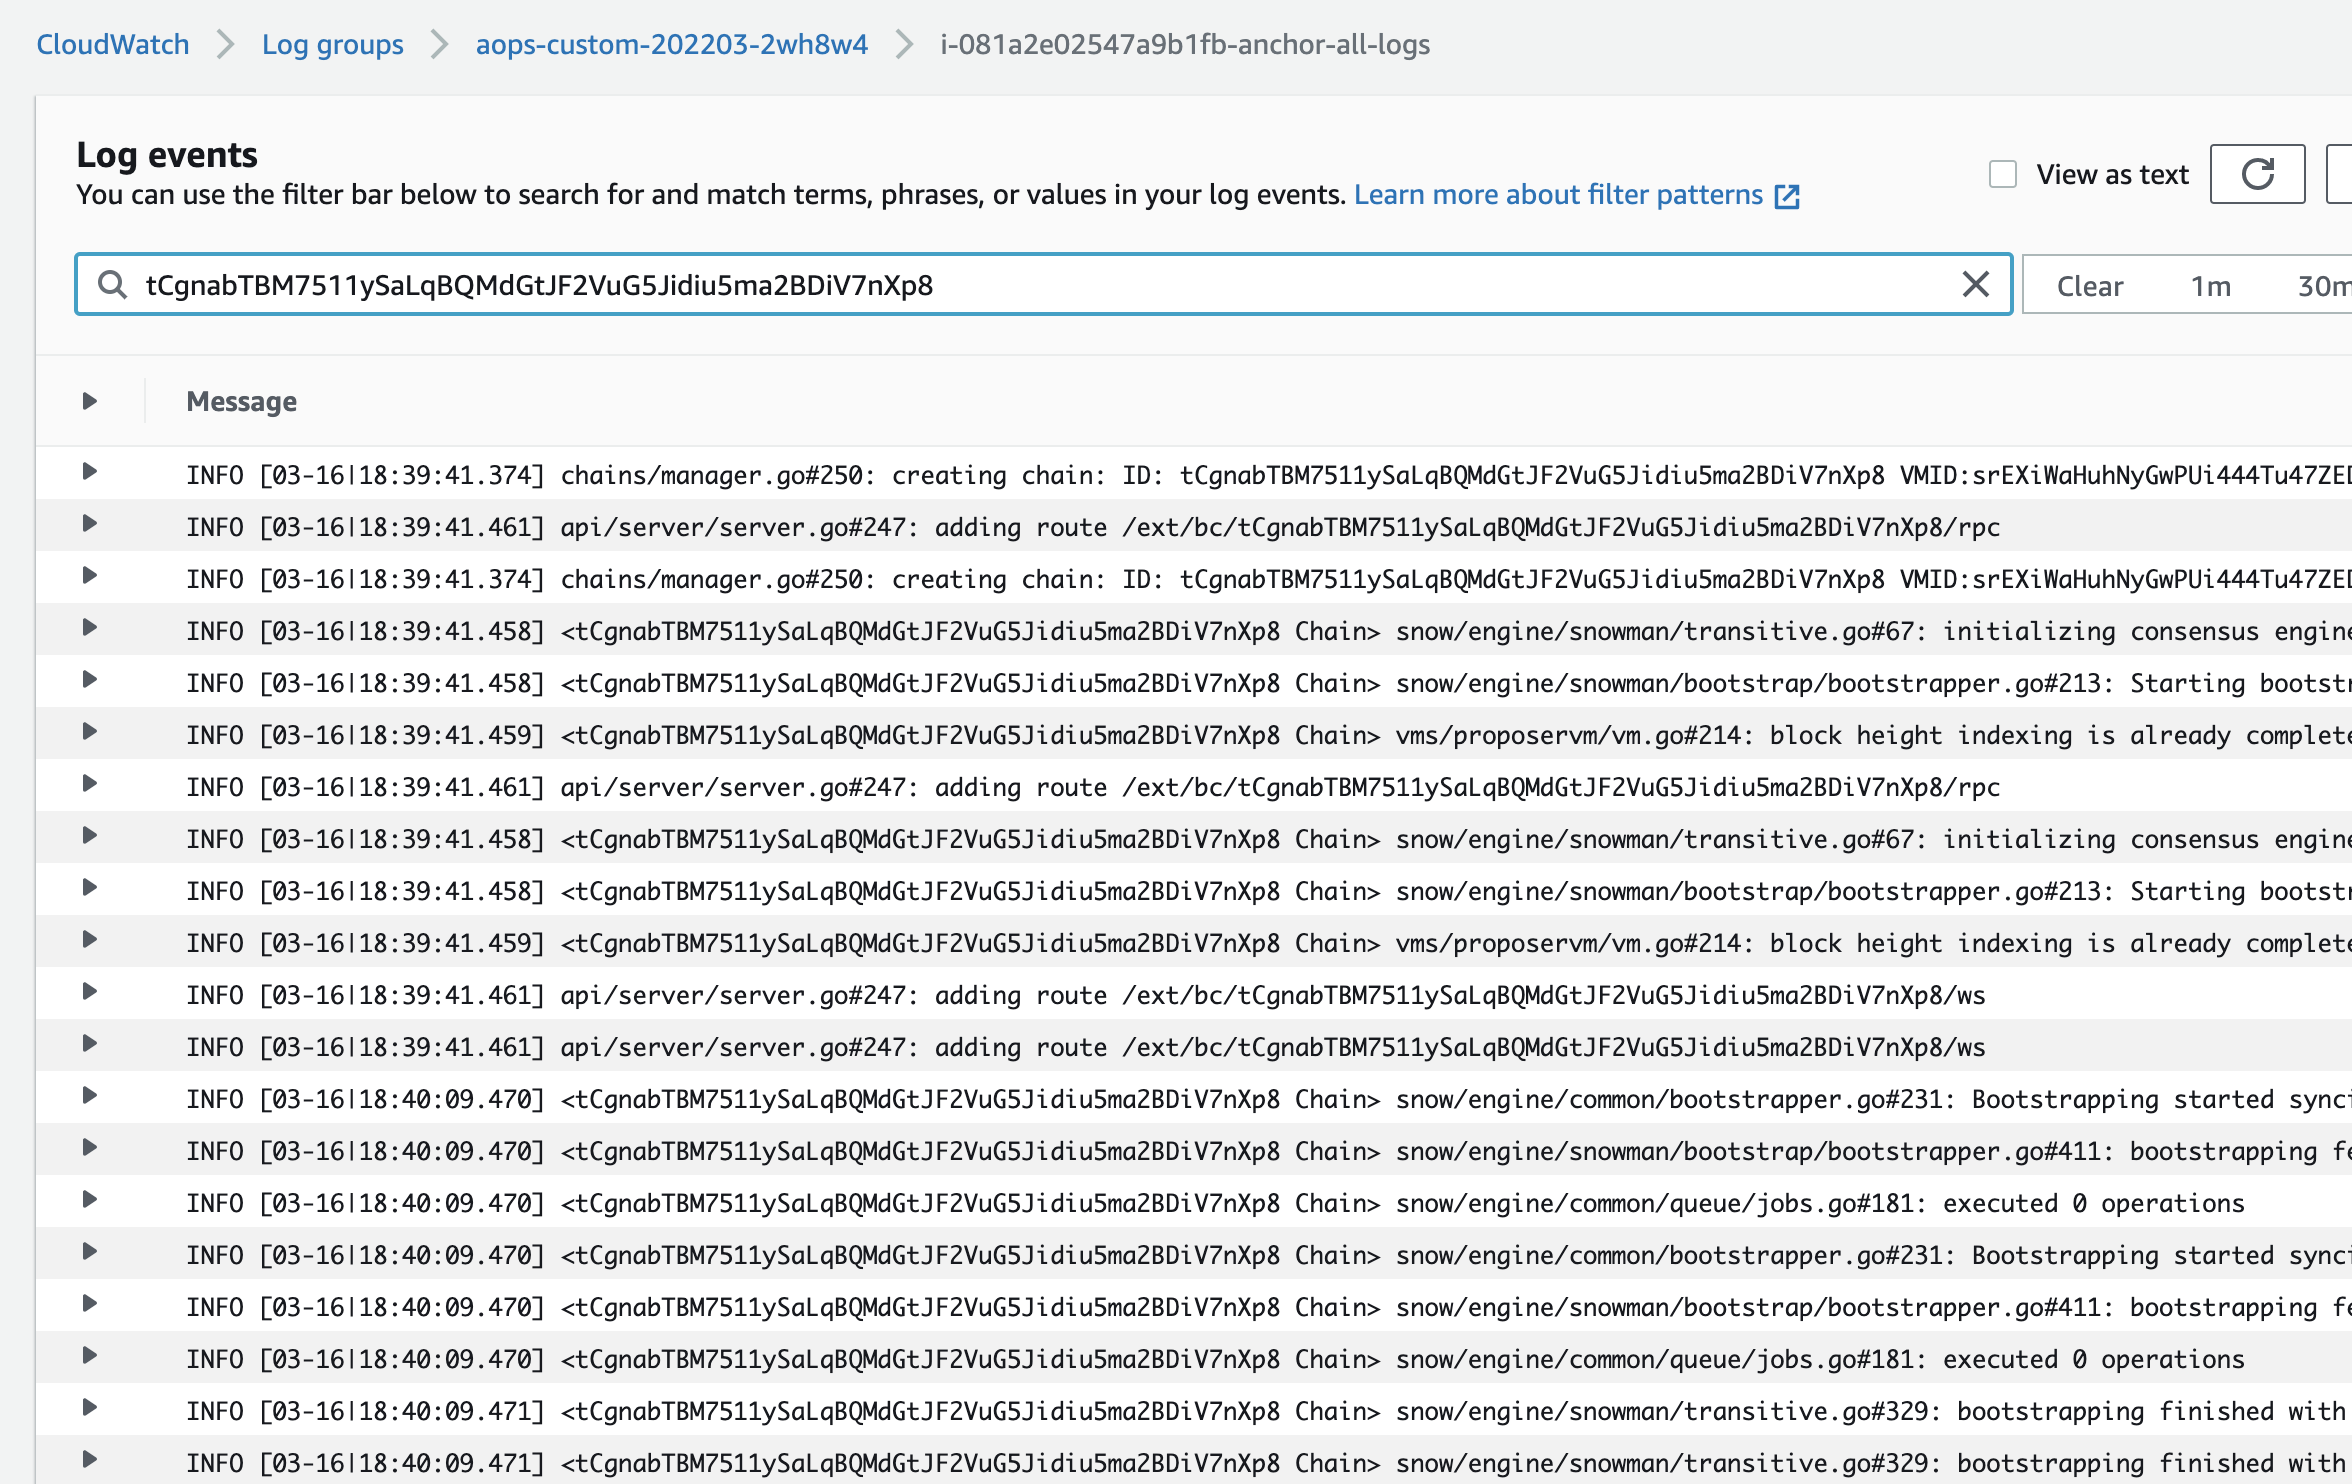 CloudWatch > Log groups > aops-custom-202203-2wh8w4 > i-081a2e02547a9b1fb-anchor-all-logs
Log events
You can use the filter bar below to search for and match terms, phrases, or values in your log events. Learn more about filter patterns
View as text
tCgnabTBM7511ySaLqBQMdGtJF2VuG5Jidiu5ma2BDiV7nXp8
Clear 1m 30m
Message
INFO [03-16|18:39:41.374] chains/manager.go#250: creating chain: ID: tCgnabTBM7511ySaLqBQMdGtJF2VuG5Jidiu5ma2BDiV7nXp8 VMID:srEXiWaHuhNyGwPUi444Tu47ZED
INFO [03-16|18:39:41.461] api/server/server.go#247: adding route /ext/bc/tCgnabTBM7511ySaLqBQMdGtJF2VuG5Jidiu5ma2BDiV7nXp8/rpc
INFO [03-16|18:39:41.374] chains/manager.go#250: creating chain: ID: tCgnabTBM7511ySaLqBQMdGtJF2VuG5Jidiu5ma2BDiV7nXp8 VMID:srEXiWaHuhNyGwPUi444Tu47ZED
INFO [03-16|18:39:41.458] <tCgnabTBM7511ySaLqBQMdGtJF2VuG5Jidiu5ma2BDiV7nXp8 Chain> snow/engine/snowman/transitive.go#67: initializing consensus engine
INFO [03-16|18:39:41.458] <tCgnabTBM7511ySaLqBQMdGtJF2VuG5Jidiu5ma2BDiV7nXp8 Chain> snow/engine/snowman/bootstrap/bootstrapper.go#213: Starting bootstr
INFO [03-16|18:39:41.459] <tCgnabTBM7511ySaLqBQMdGtJF2VuG5Jidiu5ma2BDiV7nXp8 Chain> vms/proposervm/vm.go#214: block height indexing is already complete
INFO [03-16|18:39:41.461] api/server/server.go#247: adding route /ext/bc/tCgnabTBM7511ySaLqBQMdGtJF2VuG5Jidiu5ma2BDiV7nXp8/rpc
INFO [03-16|18:39:41.458] <tCgnabTBM7511ySaLqBQMdGtJF2VuG5Jidiu5ma2BDiV7nXp8 Chain> snow/engine/snowman/transitive.go#67: initializing consensus engine
INFO [03-16|18:39:41.458] <tCgnabTBM7511ySaLqBQMdGtJF2VuG5Jidiu5ma2BDiV7nXp8 Chain> snow/engine/snowman/bootstrap/bootstrapper.go#213: Starting bootstr
INFO [03-16|18:39:41.459] <tCgnabTBM7511ySaLqBQMdGtJF2VuG5Jidiu5ma2BDiV7nXp8 Chain> vms/proposervm/vm.go#214: block height indexing is already complete
INFO [03-16|18:39:41.461] api/server/server.go#247: adding route /ext/bc/tCgnabTBM7511ySaLqBQMdGtJF2VuG5Jidiu5ma2BDiV7nXp8/ws
INFO [03-16|18:39:41.461] api/server/server.go#247: adding route /ext/bc/tCgnabTBM7511ySaLqBQMdGtJF2VuG5Jidiu5ma2BDiV7nXp8/ws
INFO [03-16|18:40:09.470] <tCgnabTBM7511ySaLqBQMdGtJF2VuG5Jidiu5ma2BDiV7nXp8 Chain> snow/engine/common/bootstrapper.go#231: Bootstrapping started synci
INFO [03-16|18:40:09.470] <tCgnabTBM7511ySaLqBQMdGtJF2VuG5Jidiu5ma2BDiV7nXp8 Chain> snow/engine/snowman/bootstrap/bootstrapper.go#411: bootstrapping fe
INFO [03-16|18:40:09.470] <tCgnabTBM7511ySaLqBQMdGtJF2VuG5Jidiu5ma2BDiV7nXp8 Chain> snow/engine/common/queue/jobs.go#181: executed 0 operations
INFO [03-16|18:40:09.470] <tCgnabTBM7511ySaLqBQMdGtJF2VuG5Jidiu5ma2BDiV7nXp8 Chain> snow/engine/common/bootstrapper.go#231: Bootstrapping started synci
INFO [03-16|18:40:09.470] <tCgnabTBM7511ySaLqBQMdGtJF2VuG5Jidiu5ma2BDiV7nXp8 Chain> snow/engine/snowman/bootstrap/bootstrapper.go#411: bootstrapping fe
INFO [03-16|18:40:09.470] <tCgnabTBM7511ySaLqBQMdGtJF2VuG5Jidiu5ma2BDiV7nXp8 Chain> snow/engine/common/queue/jobs.go#181: executed 0 operations
INFO [03-16|18:40:09.471] <tCgnabTBM7511ySaLqBQMdGtJF2VuG5Jidiu5ma2BDiV7nXp8 Chain> snow/engine/snowman/transitive.go#329: bootstrapping finished with
INFO [03-16|18:40:09.471] <tCgnabTBM7511ySaLqBQMdGtJF2VuG5Jidiu5ma2BDiV7nXp8 Chain> snow/engine/snowman/transitive.go#329: bootstrapping finished with